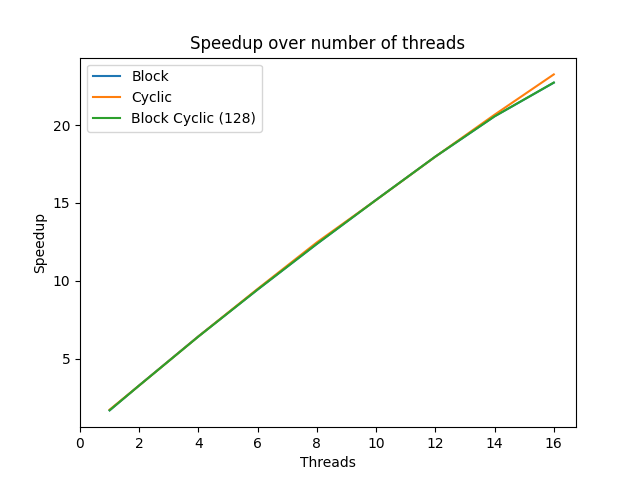 Speedup over number of threads
Block
Cyclic
Block Cyclic (128)
20
15
10
5
Speedup
0 2 4 6 8 10 12 14 16
Threads